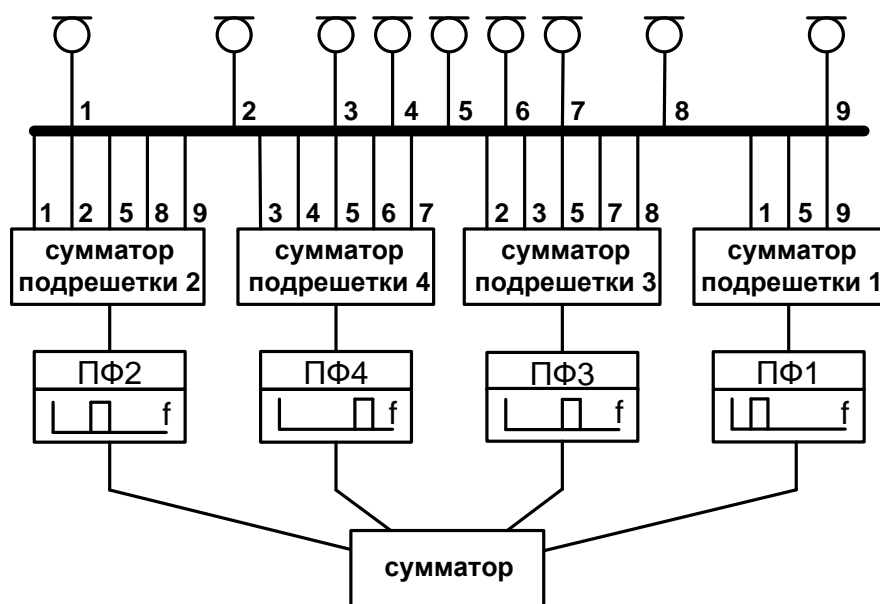 1 2 3 4 5 6 7 8 9
1 2 5 8 9 3 4 5 6 7 2 3 5 7 8 1 5 9
сумматор подрешетки 2
сумматор подрешетки 4
сумматор подрешетки 3
сумматор подрешетки 1
ПФ2 ПФ4 ПФ3 ПФ1
f f f f
сумматор